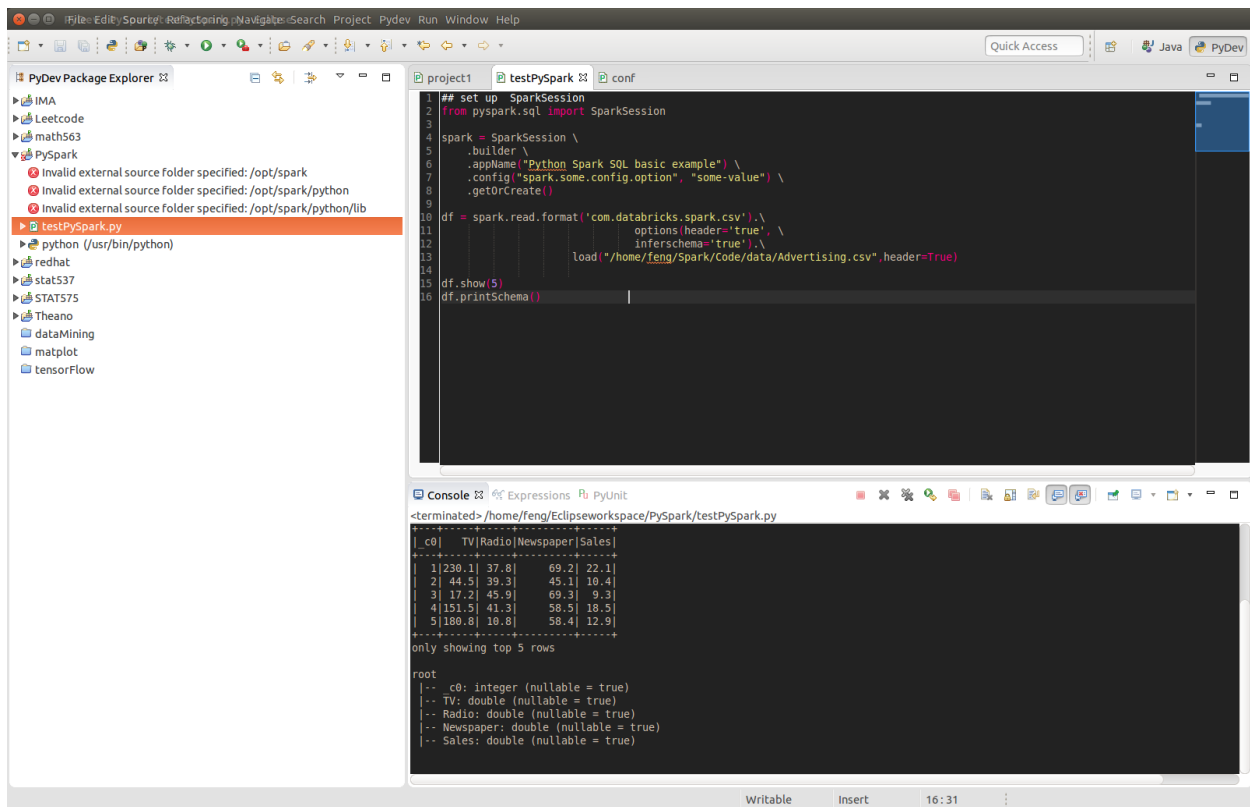 File Edit Source Refactoring Navigate Search Project Pydev Run Window Help
Quick Access
Java
PyDev
PyDev Package Explorer
IMA
Leetcode
math563
PySpark
Invalid external source folder specified: /opt/spark
Invalid external source folder specified: /opt/spark/python
Invalid external source folder specified: /opt/spark/python/lib
testPySpark.py
python (/usr/bin/python)
redhat
stat537
STAT575
Theano
dataMining
matplot
tensorFlow
project1 testPySpark conf
1 ## set up  SparkSession
2 from pyspark.sql import SparkSession
3
4 spark = SparkSession \
5     .builder \
6     .appName("Python Spark SQL basic example") \
7     .config("spark.some.config.option", "some-value") \
8     .getOrCreate()
9
10 df = spark.read.format('com.databricks.spark.csv').\
11                               options(header='true', \
12                               inferschema='true').\
13                     load("/home/feng/Spark/Code/data/Advertising.csv",header=True)
14
15 df.show(5)
16 df.printSchema()
Console Expressions PyUnit
<terminated> /home/feng/Eclipseworkspace/PySpark/testPySpark.py
+---+-----+-----+---------+-----+
|_c0|   TV|Radio|Newspaper|Sales|
+---+-----+-----+---------+-----+
|  1|230.1| 37.8|     69.2| 22.1|
|  2| 44.5| 39.3|     45.1| 10.4|
|  3| 17.2| 45.9|     69.3|  9.3|
|  4|151.5| 41.3|     58.5| 18.5|
|  5|180.8| 10.8|     58.4| 12.9|
+---+-----+-----+---------+-----+
only showing top 5 rows
root
 |-- _c0: integer (nullable = true)
 |-- TV: double (nullable = true)
 |-- Radio: double (nullable = true)
 |-- Newspaper: double (nullable = true)
 |-- Sales: double (nullable = true)
Writable Insert 16:31